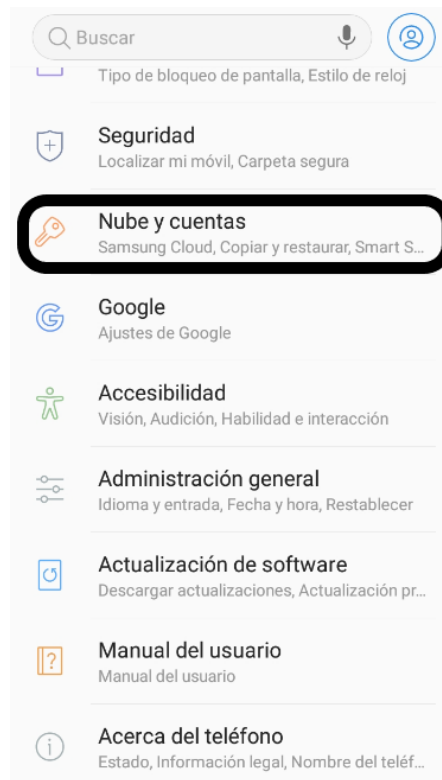 Buscar
Tipo de bloqueo de pantalla, Estilo de reloj
Seguridad
Localizar mi móvil, Carpeta segura
Nube y cuentas
Samsung Cloud, Copiar y restaurar, Smart S...
Google
Ajustes de Google
Accesibilidad
Visión, Audición, Habilidad e interacción
Administración general
Idioma y entrada, Fecha y hora, Restablecer
Actualización de software
Descargar actualizaciones, Actualización pr...
Manual del usuario
Manual del usuario
Acerca del teléfono
Estado, Información legal, Nombre del teléf...